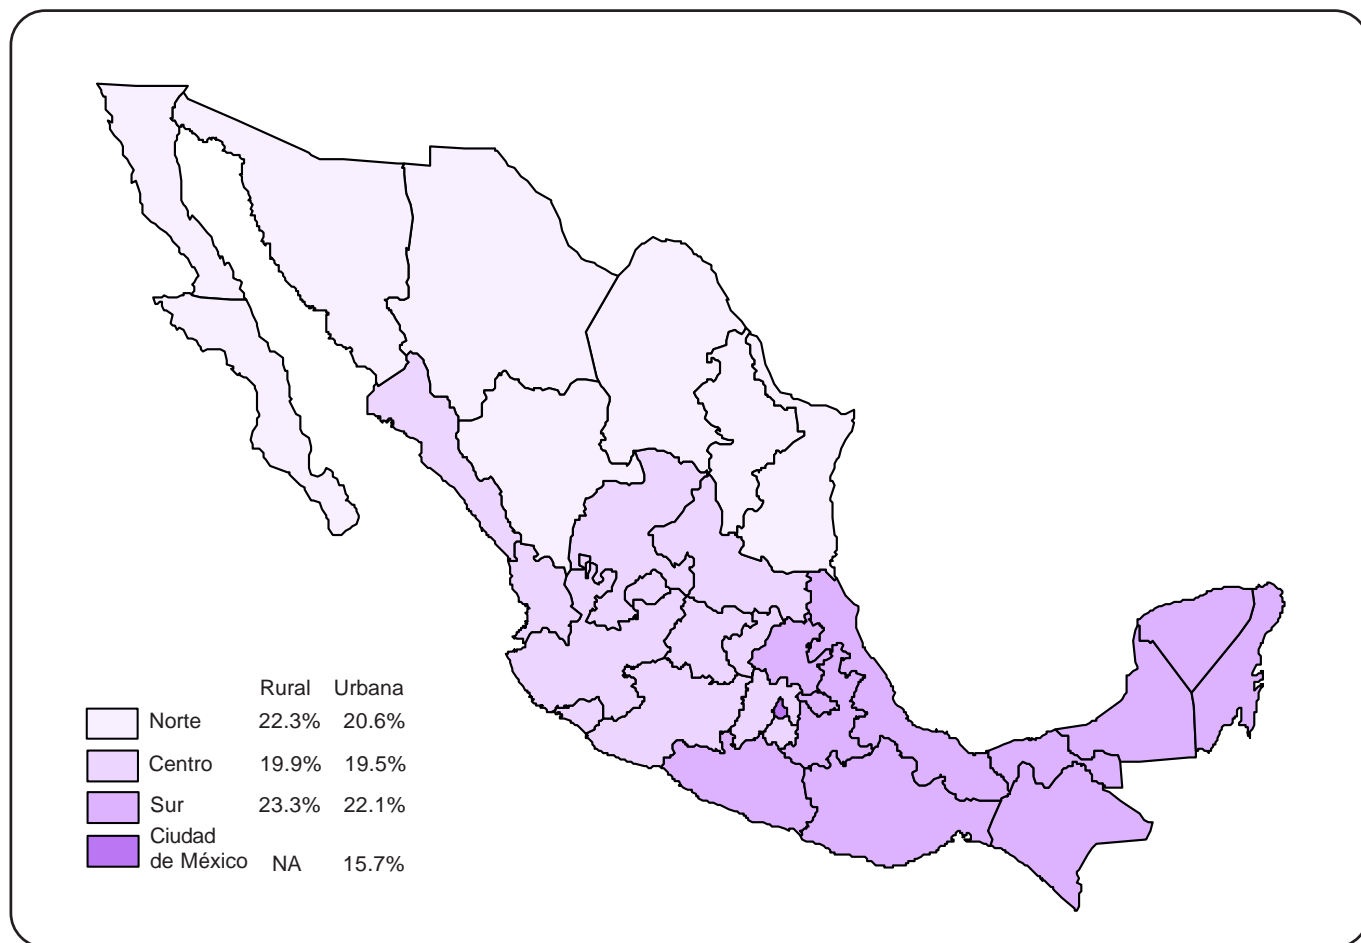 Rural Urbana
Norte 22.3% 20.6%
Centro 19.9% 19.5%
Sur 23.3% 22.1%
Ciudad
de México NA 15.7%